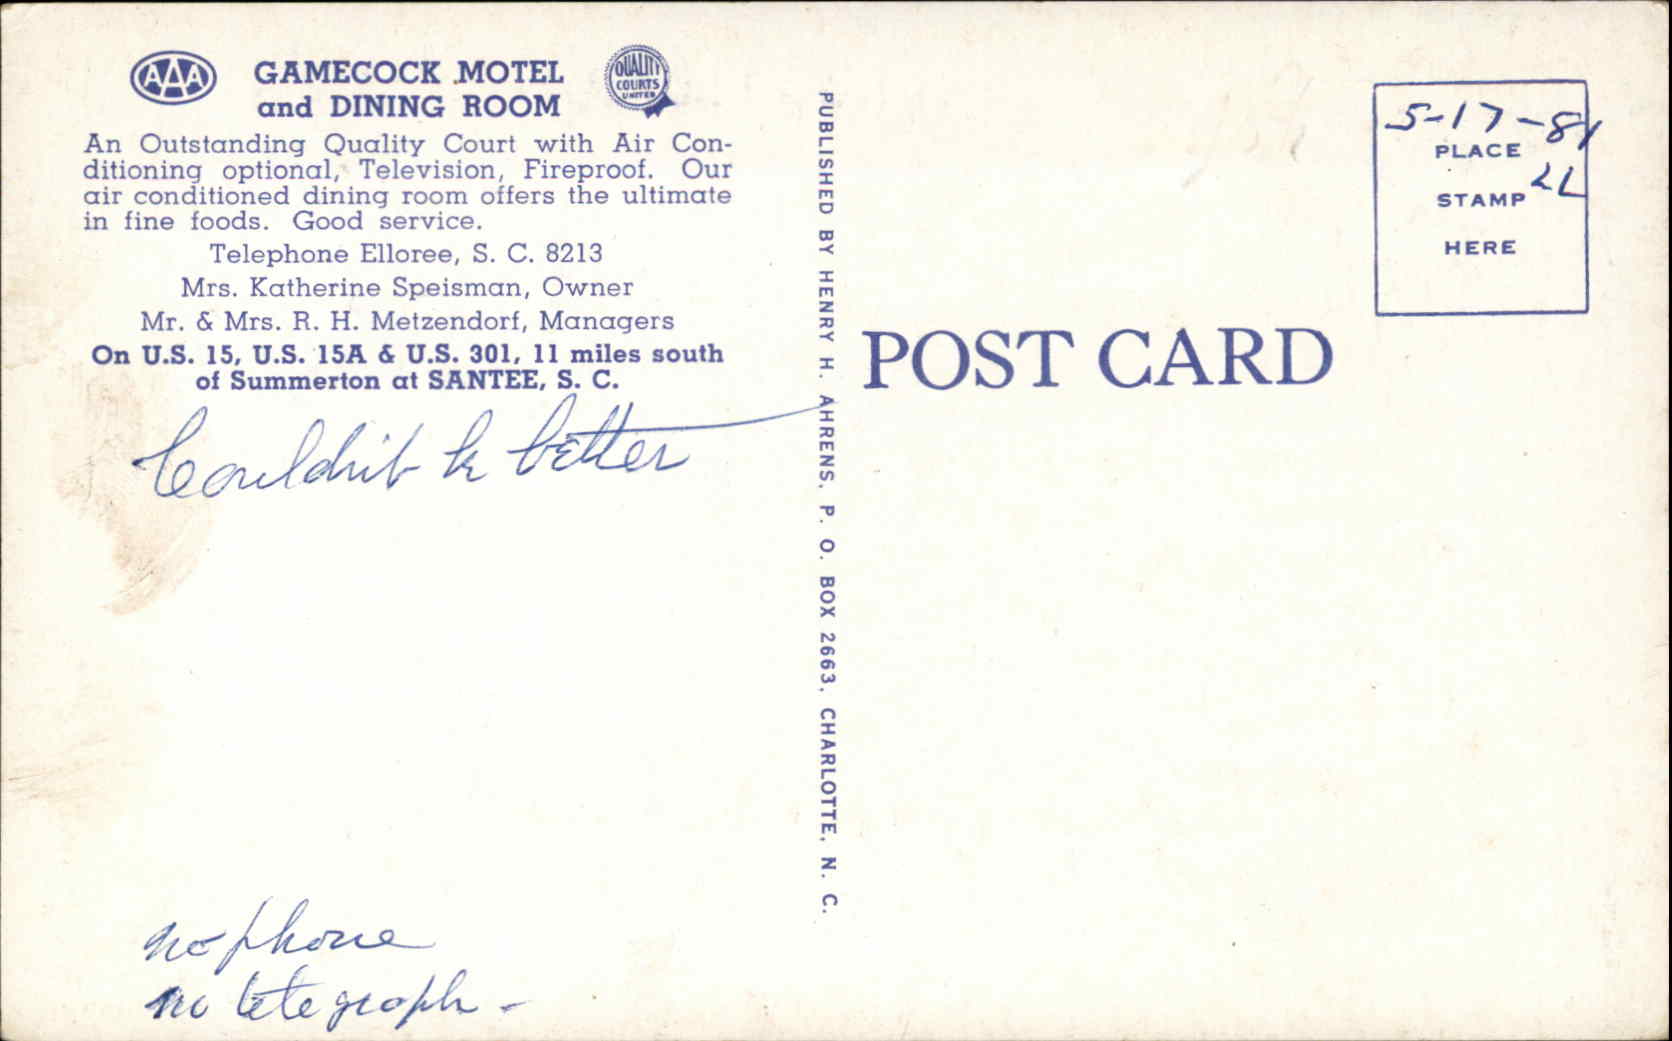 AAA
GAMECOCK MOTEL
and DINING ROOM
QUALITY
COURTS
UNITED
An Outstanding Quality Court with Air Con-
ditioning optional, Television, Fireproof. Our
air conditioned dining room offers the ultimate
in fine foods. Good service.
Telephone Elloree, S. C. 8213
Mrs. Katherine Speisman, Owner
Mr. & Mrs. R. H. Metzendorf, Managers
On U.S. 15, U.S. 15A & U.S. 301, 11 miles south
of Summerton at SANTEE, S. C.
Couldn't be better
no phone
no telegraph -
PUBLISHED BY HENRY H. AHRENS, P. O. BOX 2663, CHARLOTTE, N. C.
POST CARD
5-17-81
PLACE
STAMP
HERE